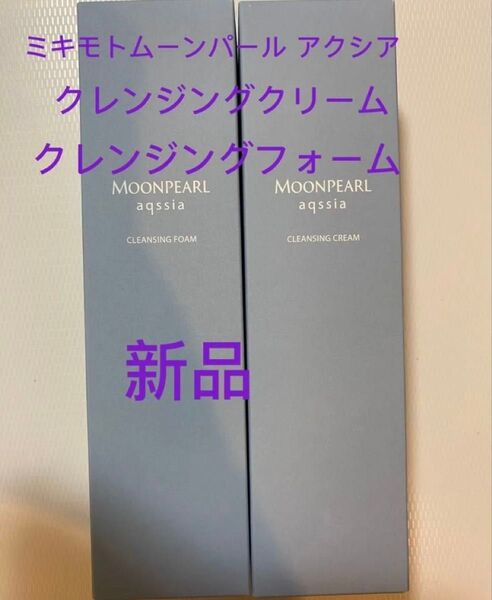 ミキモトムーンパール アクシア
クレンジングクリーム
クレンジングフォーム
MOONPEARL
aqssia
CLEANSING FOAM
MOONPEARL
aqssia
CLEANSING CREAM
新品